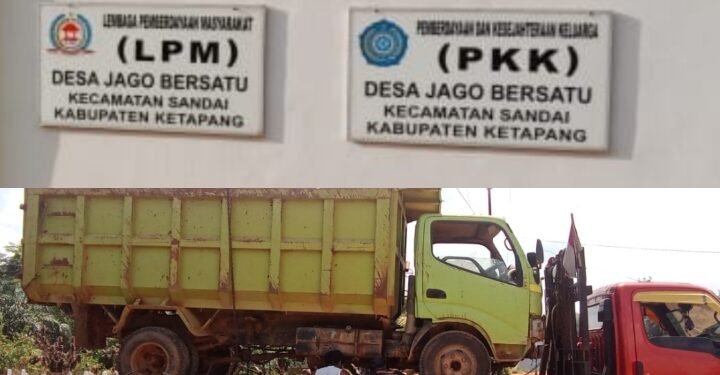 LEMBAGA PEMBERDAYAAN MASYARAKAT
(LPM)
DESA JAGO BERSATU
KECAMATAN SANDAI
KABUPATEN KETAPANG
PEMBERDAYAAN DAN KESEJAHTERAAN KELUARGA
(PKK)
DESA JAGO BERSATU
KECAMATAN SANDAI
KABUPATEN KETAPANG